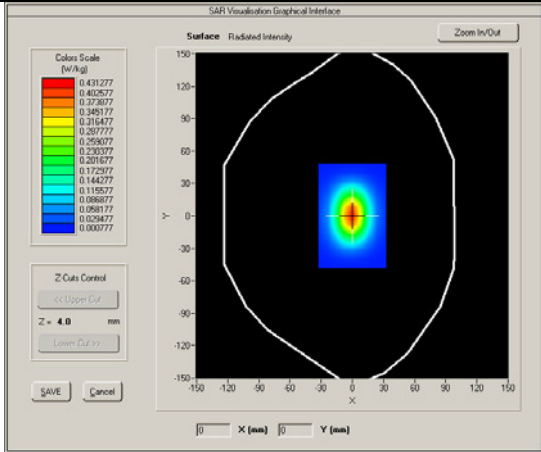 SAR Visualisation Graphical Interface
Surface Radiated Intensity
Zoom In/Out
Colors Scale
(W/kg)
0.431277
0.402577
0.373877
0.345177
0.316477
0.287777
0.259077
0.230377
0.201677
0.172977
0.144277
0.115577
0.086877
0.058177
0.029477
0.000777
150
120
90
60
30
0
-30
-60
-90
-120
-150
Y
-150 -120 -90 -60 -30 0 30 60 90 120 150
X
Z Cuts Control
<< Upper Cut
Z = 4.0 mm
Lower Cut >>
SAVE Cancel
0 X (mm) 0 Y (mm)